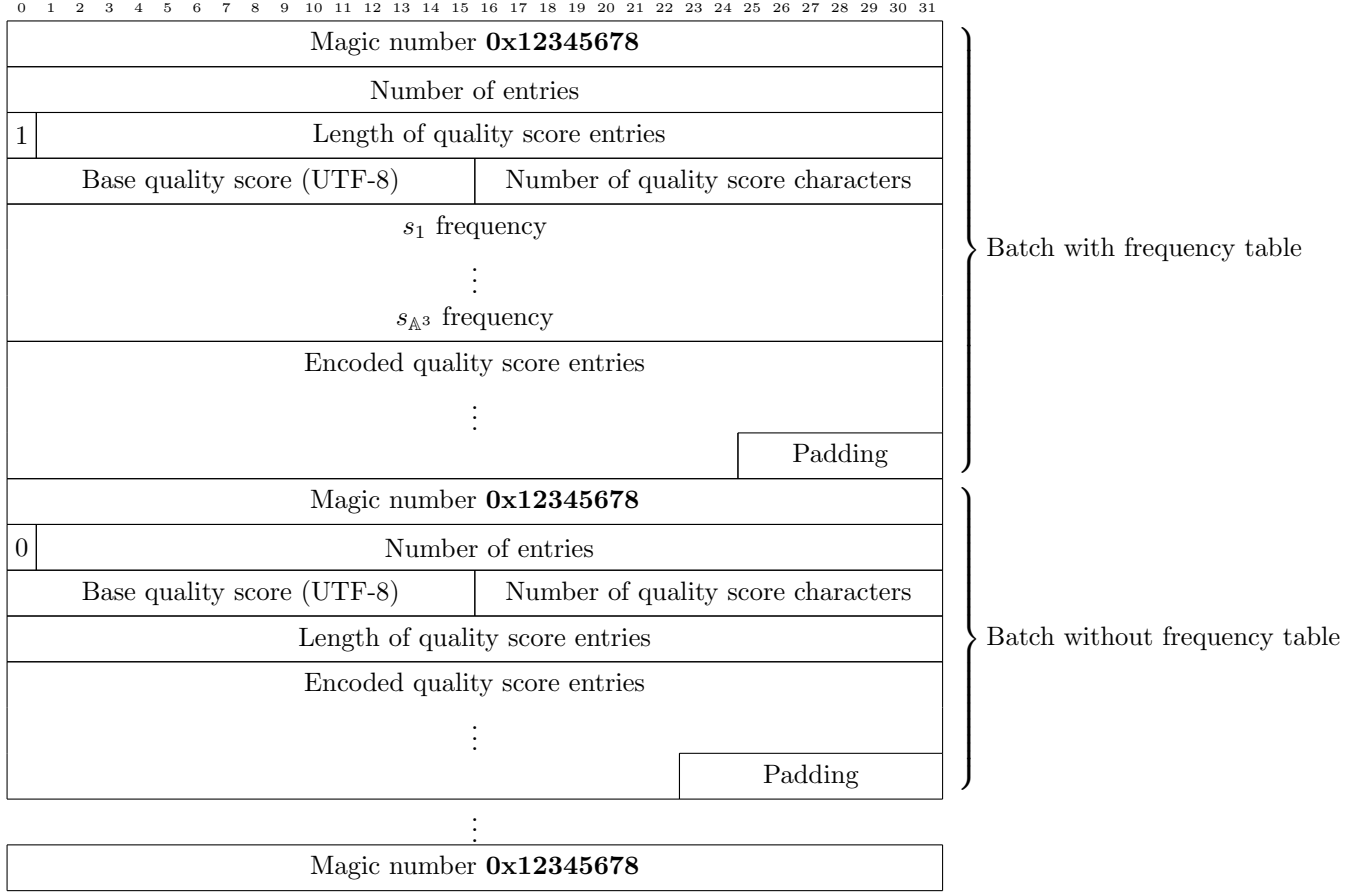 0 1 2 3 4 5 6 7 8 9 10 11 12 13 14 15 16 17 18 19 20 21 22 23 24 25 26 27 28 29 30 31
Magic number 0x12345678
Number of entries
1 Length of quality score entries
Base quality score (UTF-8) Number of quality score characters
s₁ frequency
Batch with frequency table
⋮
s_𝔸³ frequency
Encoded quality score entries
⋮
Padding
Magic number 0x12345678
0 Number of entries
Base quality score (UTF-8) Number of quality score characters
Length of quality score entries
Batch without frequency table
Encoded quality score entries
⋮
Padding
⋮
Magic number 0x12345678